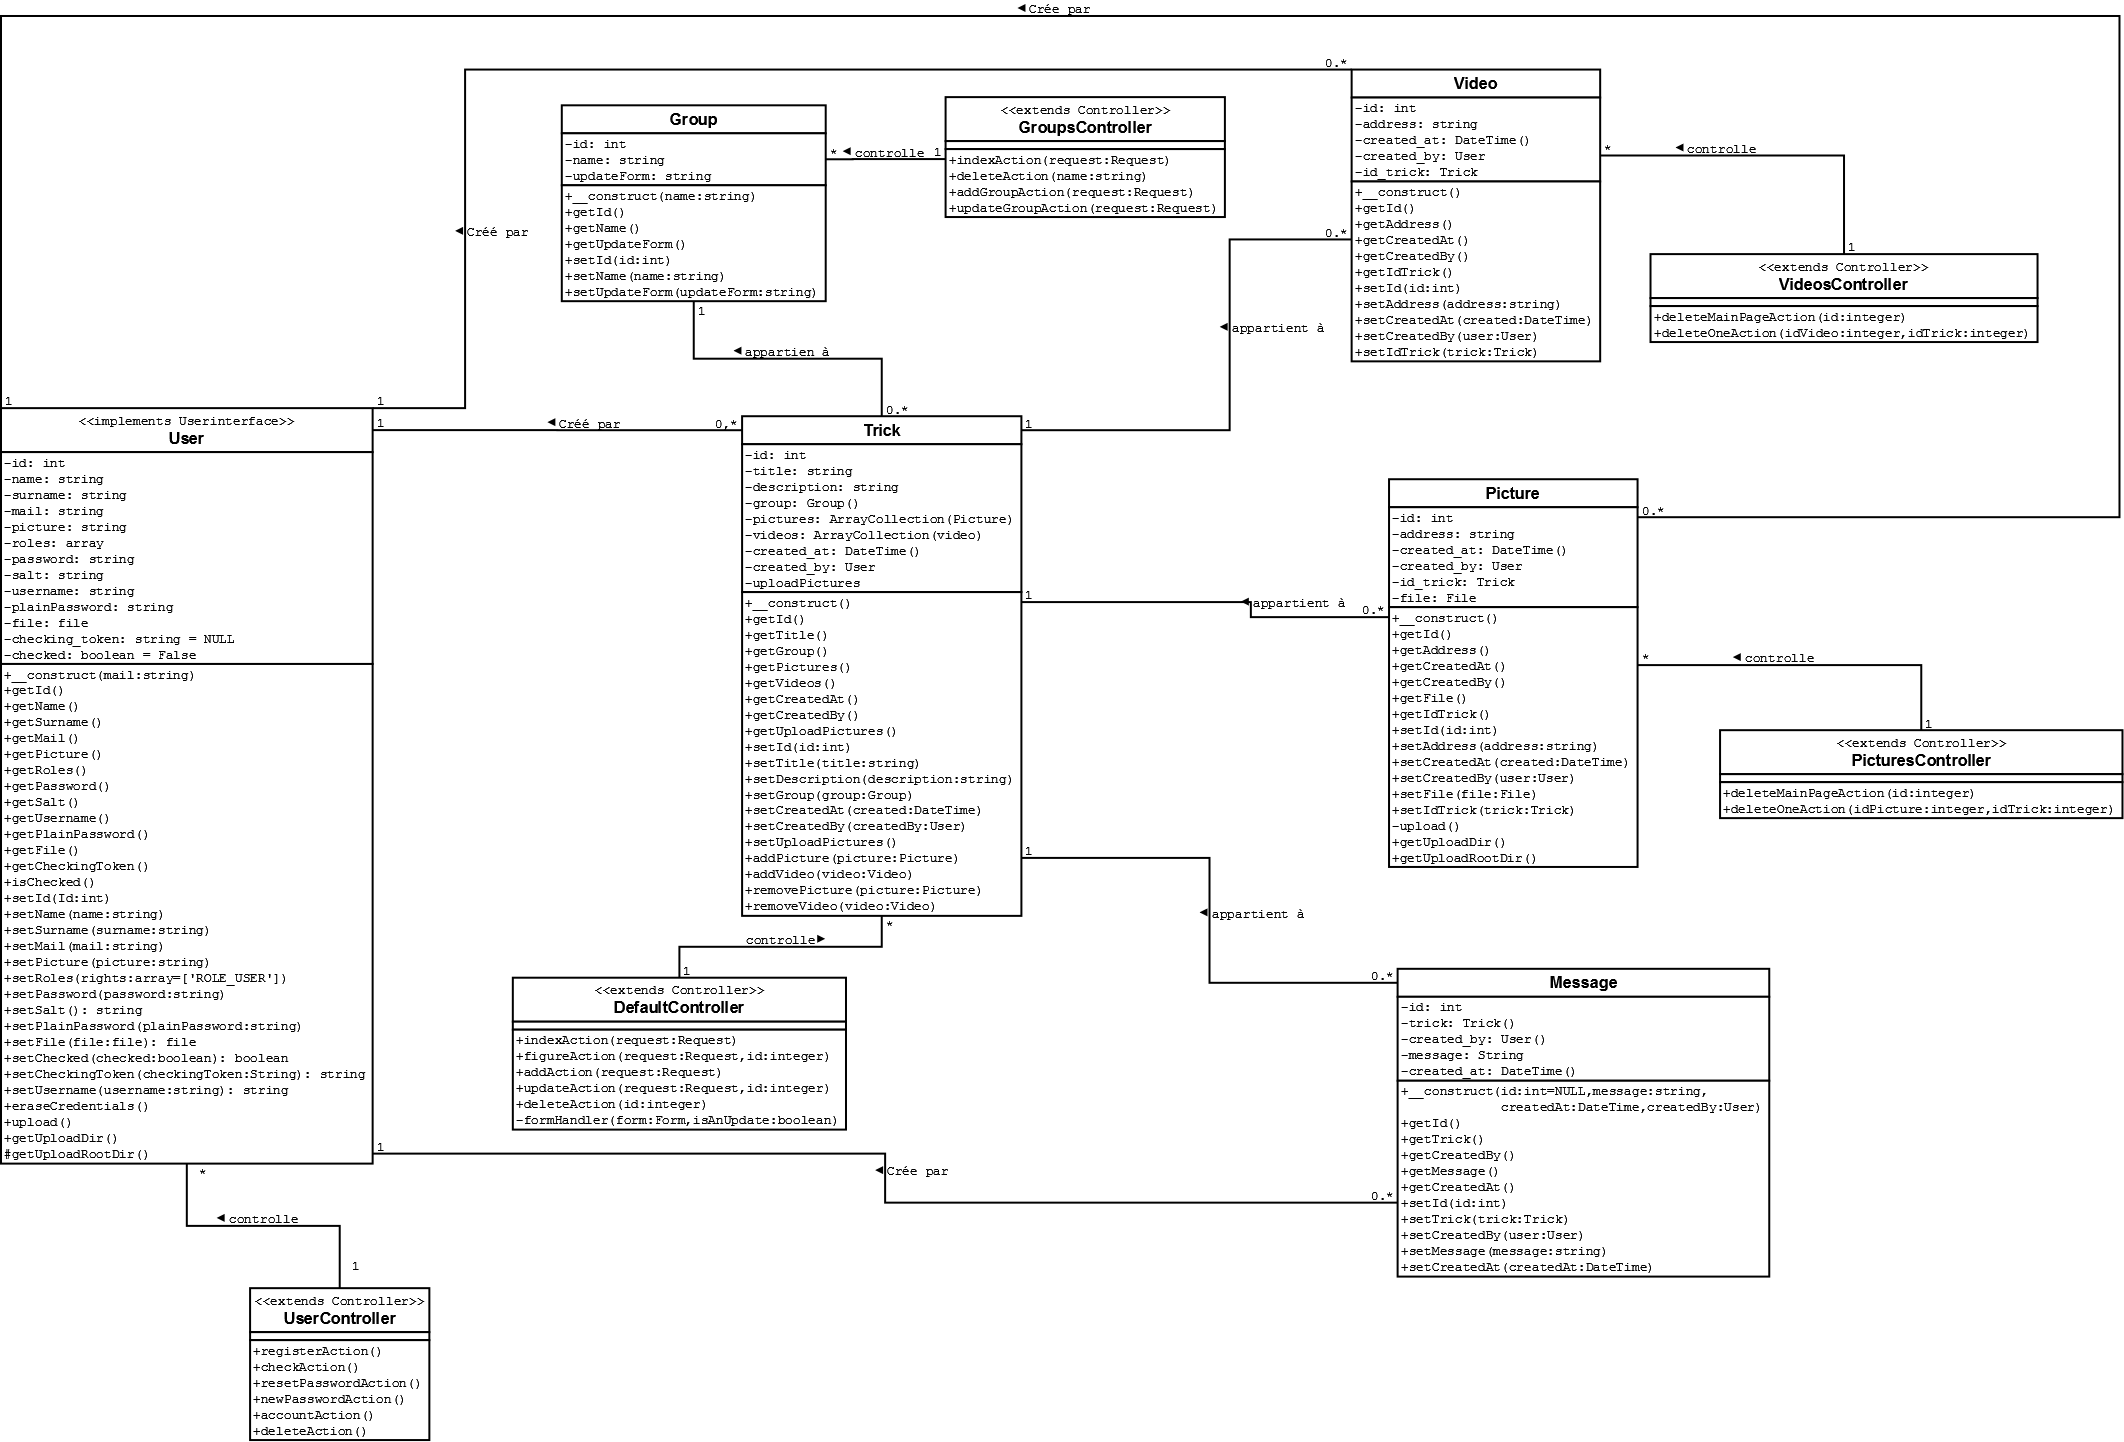 Crée par
0.*
Video
-id: int
-address: string
-created_at: DateTime()
-created_by: User
-id_trick: Trick
+__construct()
+getId()
+getAddress()
+getCreatedAt()
+getCreatedBy()
+getIdTrick()
+setId(id:int)
+setAddress(address:string)
+setCreatedAt(created:DateTime)
+setCreatedBy(user:User)
+setIdTrick(trick:Trick)
Group
-id: int
-name: string
-updateForm: string
+__construct(name:string)
+getId()
+getName()
+getUpdateForm()
+setId(id:int)
+setName(name:string)
+setUpdateForm(updateForm:string)
* controlle 1
<<extends Controller>>
GroupsController
+indexAction(request:Request)
+deleteAction(name:string)
+addGroupAction(request:Request)
+updateGroupAction(request:Request)
* controlle
1
<<extends Controller>>
VideosController
+deleteMainPageAction(id:integer)
+deleteOneAction(idVideo:integer,idTrick:integer)
Créé par
0.*
appartient à
1
appartien à
0.*
1
1
<<implements Userinterface>>
User
-id: int
-name: string
-surname: string
-mail: string
-picture: string
-roles: array
-password: string
-salt: string
-username: string
-plainPassword: string
-file: file
-checking_token: string = NULL
-checked: boolean = False
+__construct(mail:string)
+getId()
+getName()
+getSurname()
+getMail()
+getPicture()
+getRoles()
+getPassword()
+getSalt()
+getUsername()
+getPlainPassword()
+getFile()
+getCheckingToken()
+isChecked()
+setId(Id:int)
+setName(name:string)
+setSurname(surname:string)
+setMail(mail:string)
+setPicture(picture:string)
+setRoles(rights:array=['ROLE_USER'])
+setPassword(password:string)
+setSalt(): string
+setPlainPassword(plainPassword:string)
+setFile(file:file): file
+setChecked(checked:boolean): boolean
+setCheckingToken(checkingToken:String): string
+setUsername(username:string): string
+eraseCredentials()
+upload()
+getUploadDir()
#getUploadRootDir()
1 Créé par 0,*
Trick
-id: int
-title: string
-description: string
-group: Group()
-pictures: ArrayCollection(Picture)
-videos: ArrayCollection(video)
-created_at: DateTime()
-created_by: User
-uploadPictures
+__construct()
+getId()
+getTitle()
+getGroup()
+getPictures()
+getVideos()
+getCreatedAt()
+getCreatedBy()
+getUploadPictures()
+setId(id:int)
+setTitle(title:string)
+setDescription(description:string)
+setGroup(group:Group)
+setCreatedAt(created:DateTime)
+setCreatedBy(createdBy:User)
+setUploadPictures()
+addPicture(picture:Picture)
+addVideo(video:Video)
+removePicture(picture:Picture)
+removeVideo(video:Video)
1
1 appartient à 0.*
Picture
-id: int
-address: string
-created_at: DateTime()
-created_by: User
-id_trick: Trick
-file: File
+__construct()
+getId()
+getAddress()
+getCreatedAt()
+getCreatedBy()
+getFile()
+getIdTrick()
+setId(id:int)
+setAddress(address:string)
+setCreatedAt(created:DateTime)
+setCreatedBy(user:User)
+setFile(file:File)
+setIdTrick(trick:Trick)
-upload()
+getUploadDir()
+getUploadRootDir()
0.*
* controlle
1
<<extends Controller>>
PicturesController
+deleteMainPageAction(id:integer)
+deleteOneAction(idPicture:integer,idTrick:integer)
1
appartient à
0.*
*
controlle
1
<<extends Controller>>
DefaultController
+indexAction(request:Request)
+figureAction(request:Request,id:integer)
+addAction(request:Request)
+updateAction(request:Request,id:integer)
+deleteAction(id:integer)
-formHandler(form:Form,isAnUpdate:boolean)
Message
-id: int
-trick: Trick()
-created_by: User()
-message: String
-created_at: DateTime()
+__construct(id:int=NULL,message:string,
createdAt:DateTime,createdBy:User)
+getId()
+getTrick()
+getCreatedBy()
+getMessage()
+getCreatedAt()
+setId(id:int)
+setTrick(trick:Trick)
+setCreatedBy(user:User)
+setMessage(message:string)
+setCreatedAt(createdAt:DateTime)
1
Crée par
0.*
*
controlle
1
<<extends Controller>>
UserController
+registerAction()
+checkAction()
+resetPasswordAction()
+newPasswordAction()
+accountAction()
+deleteAction()